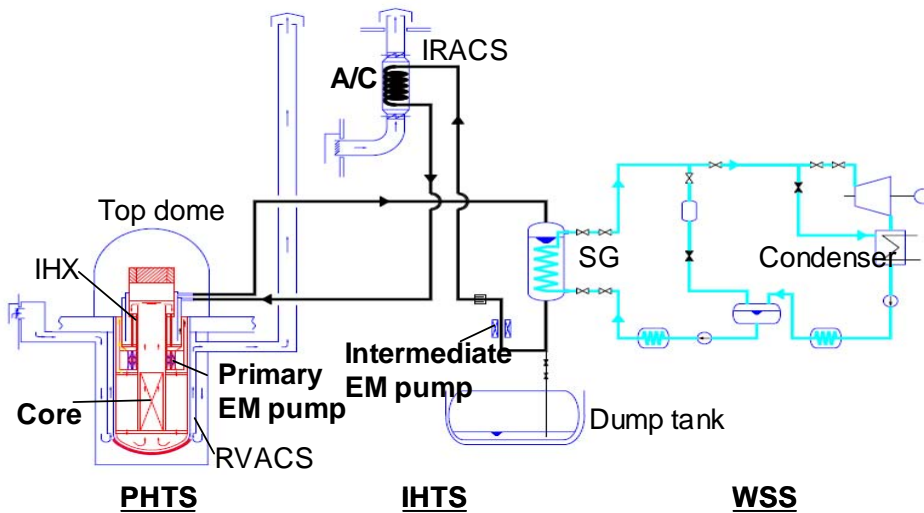 IRACS
A/C
Top dome
IHX
SG
Condenser
Intermediate
EM pump
Primary
EM pump
Core
Dump tank
RVACS
PHTS
IHTS
WSS